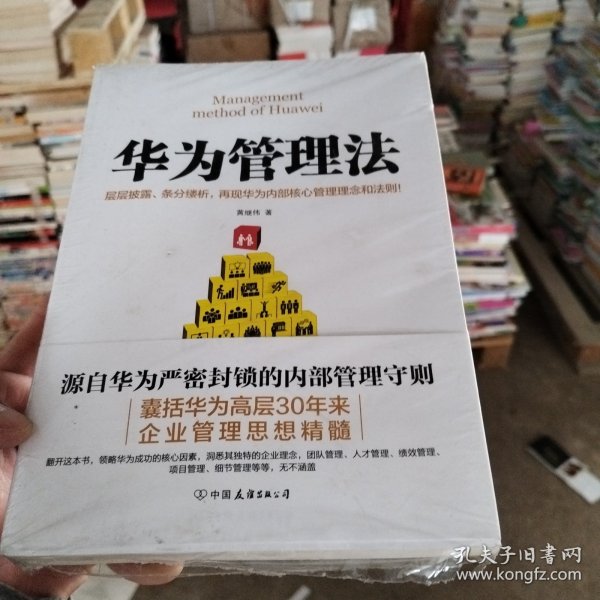 Management
method of Huawei
华为管理法
层层披露、条分缕析，再现华为内部核心管理理念和法则！
黄继伟 著
源自华为严密封锁的内部管理守则
囊括华为高层30年来
企业管理思想精髓
翻开这本书，领略华为成功的核心因素，洞悉其独特的企业理念，团队管理、人才管理、绩效管理、
项目管理、细节管理等等，无不涵盖
中国友谊出版公司
孔夫子旧书网
www.kongfz.com